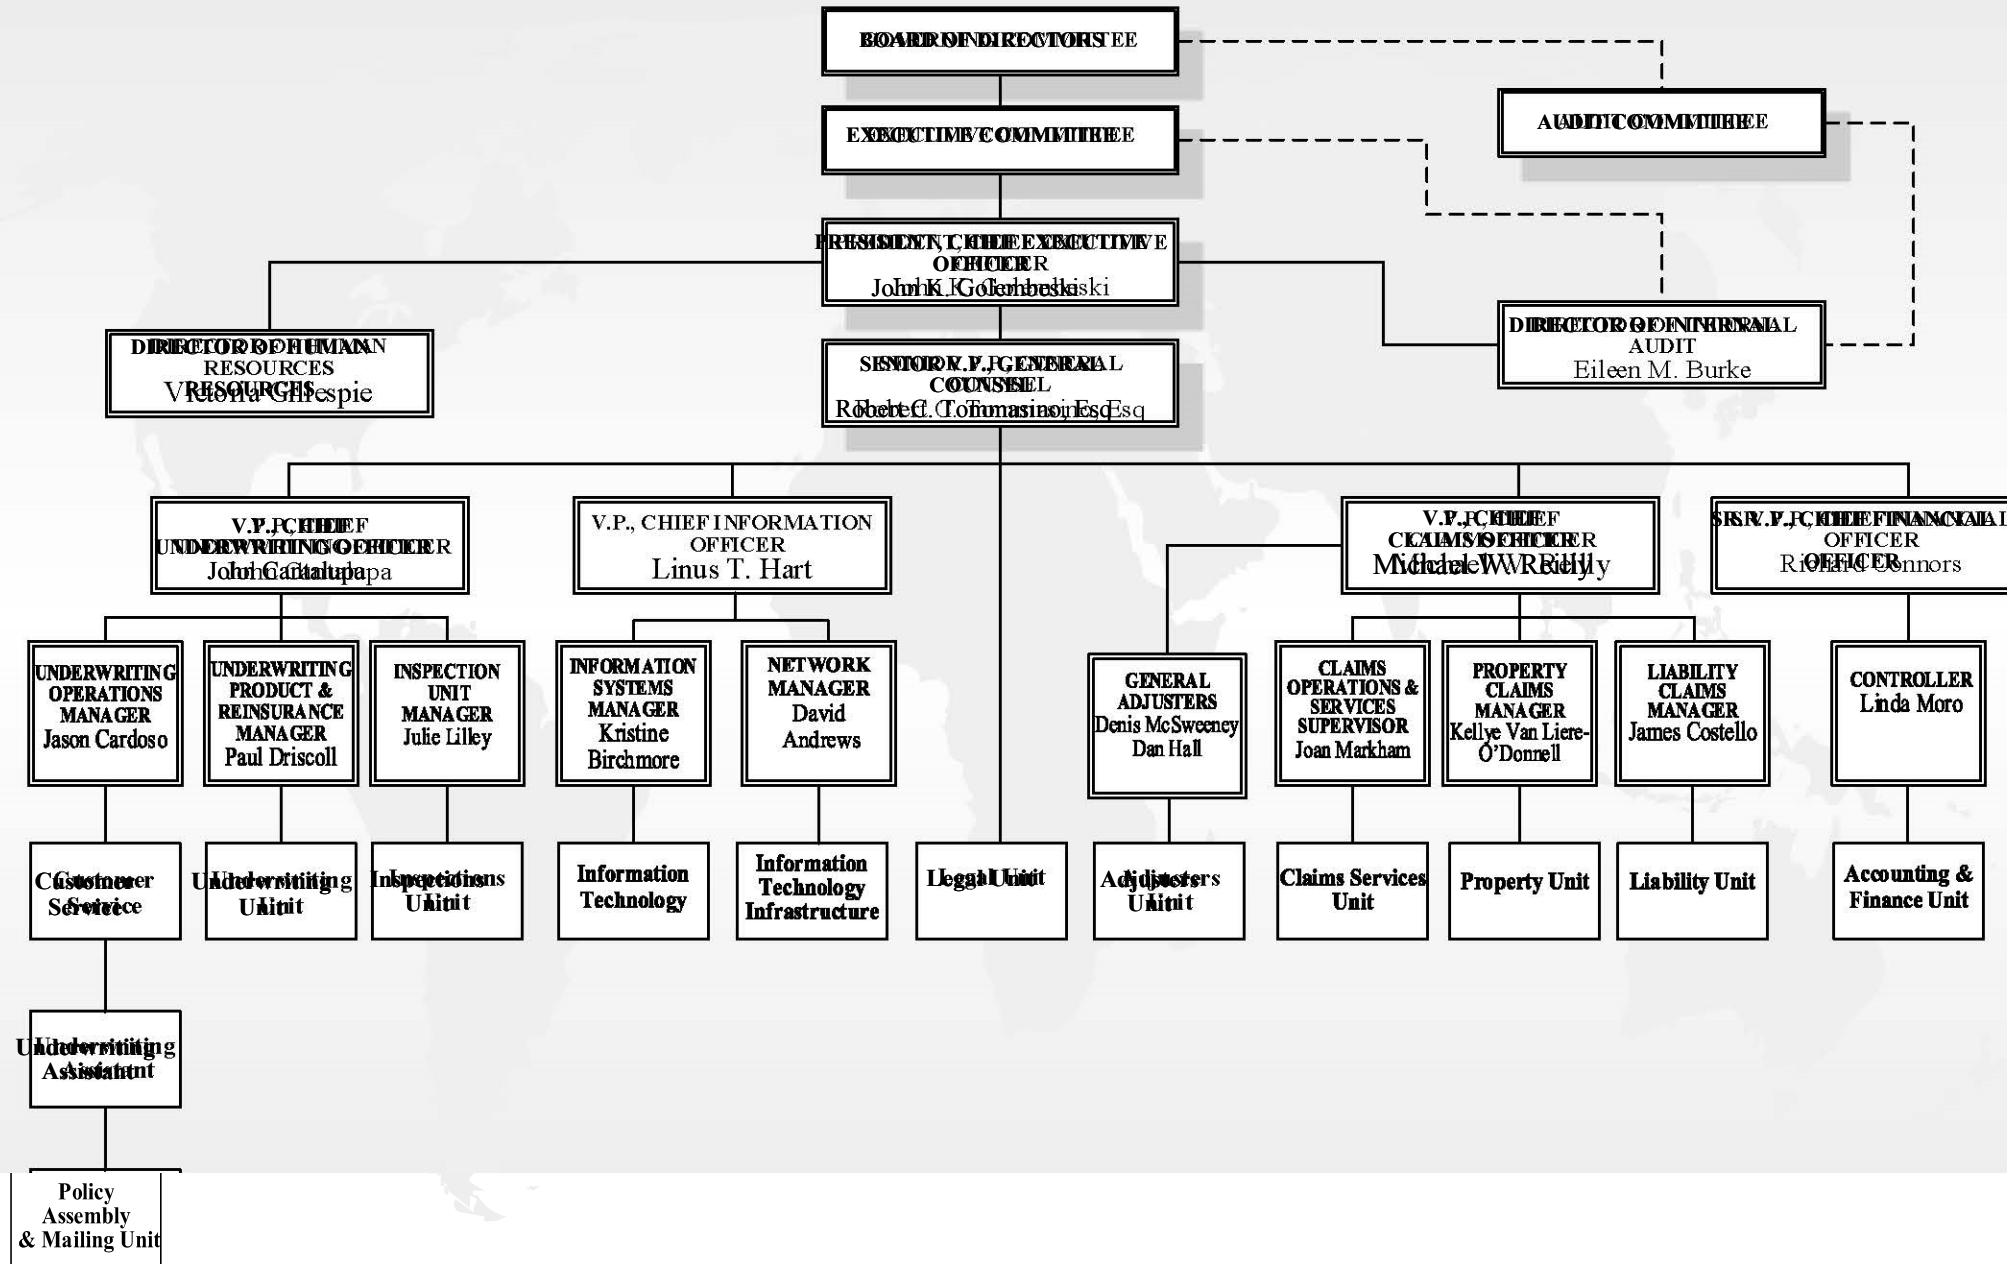 BOARD OF DIRECTORS
EXECUTIVE COMMITTEE
AUDIT COMMITTEE
PRESIDENT, CHIEF EXECUTIVE
OFFICER
John K. Golembeski
DIRECTOR OF HUMAN
RESOURCES
Victoria Gillespie
SENIOR V.P., GENERAL
COUNSEL
Robert C. Tommasino, Esq
DIRECTOR OF INTERNAL
AUDIT
Eileen M. Burke
V.P., CHIEF
UNDERWRITING OFFICER
John Cantalupa
V.P., CHIEF INFORMATION
OFFICER
Linus T. Hart
V.P., CHIEF
CLAIMS OFFICER
Michael W. Reilly
SR. V.P., CHIEF FINANCIAL
OFFICER
Richard Connors
UNDERWRITING
OPERATIONS
MANAGER
Jason Cardoso
UNDERWRITING
PRODUCT &
REINSURANCE
MANAGER
Paul Driscoll
INSPECTION
UNIT
MANAGER
Julie Lilley
INFORMATION
SYSTEMS
MANAGER
Kristine
Birchmore
NETWORK
MANAGER
David
Andrews
GENERAL
ADJUSTERS
Denis McSweeney
Dan Hall
CLAIMS
OPERATIONS &
SERVICES
SUPERVISOR
Joan Markham
PROPERTY
CLAIMS
MANAGER
Kellye Van Liere-
O’Donnell
LIABILITY
CLAIMS
MANAGER
James Costello
CONTROLLER
Linda Moro
Customer
Service
Underwriting
Unit
Inspections
Unit
Information
Technology
Information
Technology
Infrastructure
Legal Unit
Adjusters
Unit
Claims Services
Unit
Property Unit
Liability Unit
Accounting &
Finance Unit
Underwriting
Assistant
Policy
Assembly
& Mailing Unit